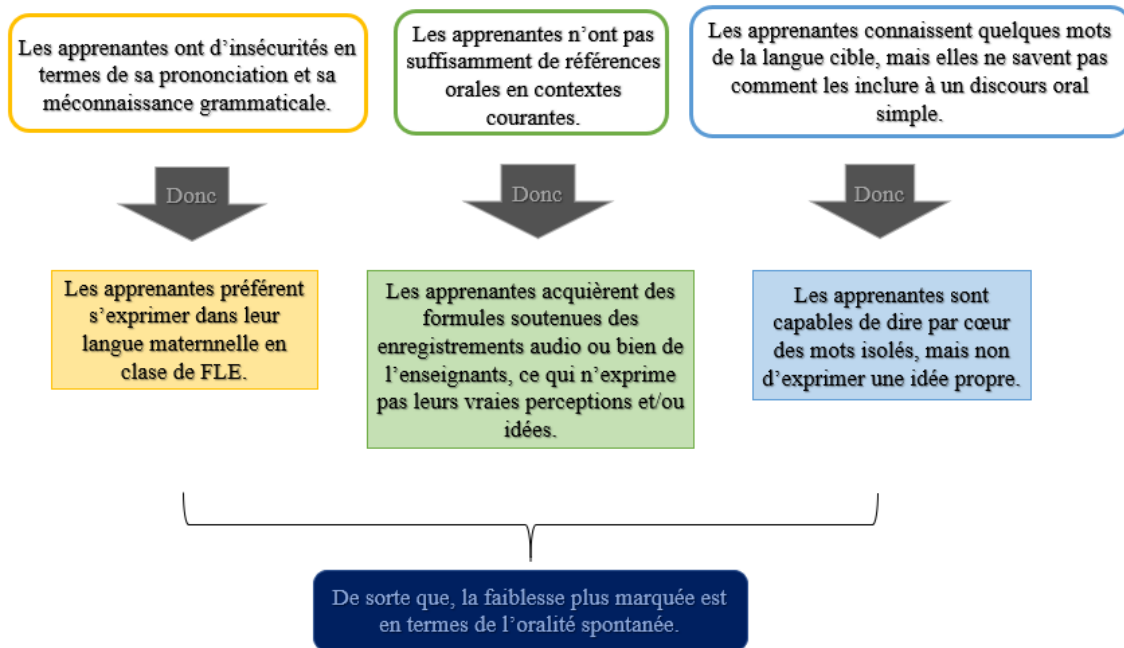 Les apprenantes ont d’insécurités en
termes de sa prononciation et sa
méconnaissance grammaticale.
Les apprenantes n’ont pas
suffisamment de références
orales en contextes
courantes.
Les apprenantes connaissent quelques mots
de la langue cible, mais elles ne savent pas
comment les inclure à un discours oral
simple.
Donc
Donc
Donc
Les apprenantes préférent
s’exprimer dans leur
langue maternnelle en
clase de FLE.
Les apprenantes acquièrent des
formules soutenues des
enregistrements audio ou bien de
l’enseignants, ce qui n’exprime
pas leurs vraies perceptions et/ou
idées.
Les apprenantes sont
capables de dire par cœur
des mots isolés, mais non
d’exprimer une idée propre.
De sorte que, la faiblesse plus marquée est
en termes de l’oralité spontanée.